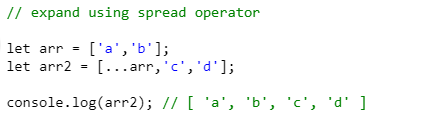 // expand using spread operator
let arr = ['a','b'];
let arr2 = [...arr,'c','d'];
console.log(arr2); // [ 'a', 'b', 'c', 'd' ]